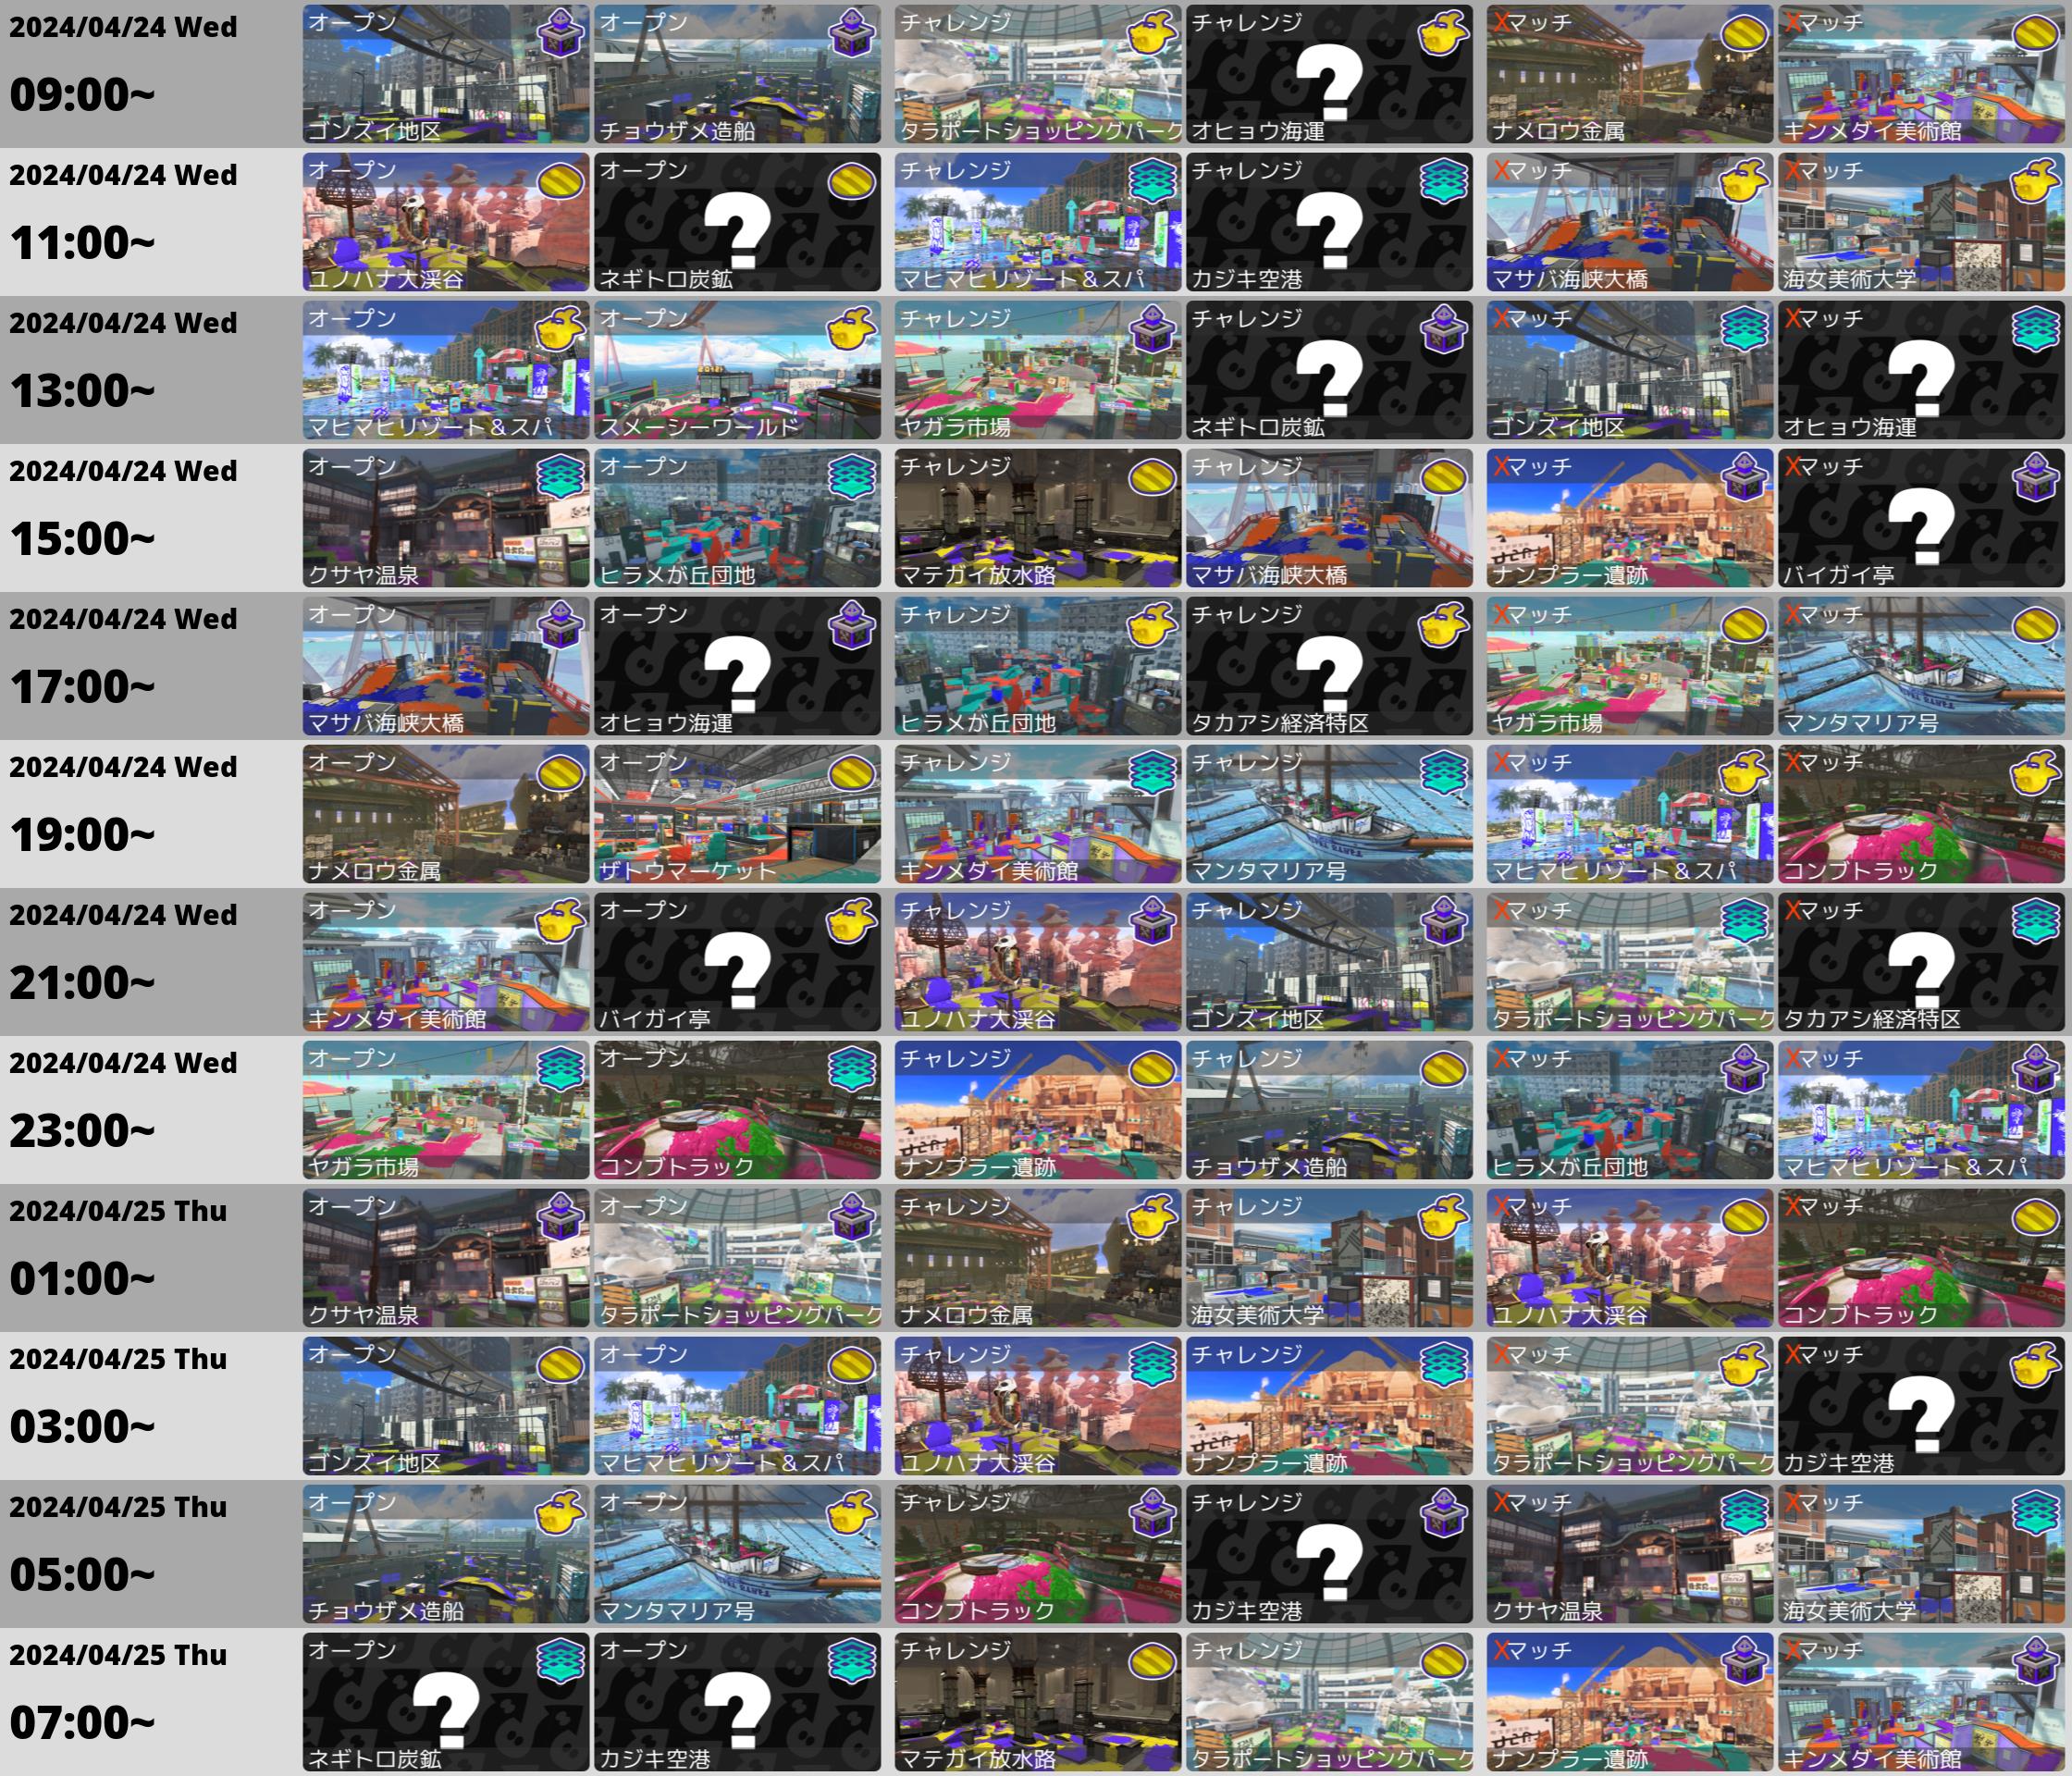 2024/04/24 Wed
09:00~
オープン オープン チャレンジ チャレンジ Xマッチ Xマッチ
ゴンズイ地区 チョウザメ造船 タラポートショッピングパーク オヒョウ海運 ナメロウ金属 キンメダイ美術館
2024/04/24 Wed
11:00~
オープン オープン チャレンジ チャレンジ Xマッチ Xマッチ
ユノハナ大渓谷 ネギトロ炭鉱 マヒマヒリゾート&スパ カジキ空港 マサバ海峡大橋 海女美術大学
2024/04/24 Wed
13:00~
オープン オープン チャレンジ チャレンジ Xマッチ Xマッチ
マヒマヒリゾート&スパ スメーシーワールド ヤガラ市場 ネギトロ炭鉱 ゴンズイ地区 オヒョウ海運
2024/04/24 Wed
15:00~
オープン オープン チャレンジ チャレンジ Xマッチ Xマッチ
クサヤ温泉 ヒラメが丘団地 マテガイ放水路 マサバ海峡大橋 ナンプラー遺跡 バイガイ亭
2024/04/24 Wed
17:00~
オープン オープン チャレンジ チャレンジ Xマッチ Xマッチ
マサバ海峡大橋 オヒョウ海運 ヒラメが丘団地 タカアシ経済特区 ヤガラ市場 マンタマリア号
2024/04/24 Wed
19:00~
オープン オープン チャレンジ チャレンジ Xマッチ Xマッチ
ナメロウ金属 ザトウマーケット キンメダイ美術館 マンタマリア号 マヒマヒリゾート&スパ コンブトラック
2024/04/24 Wed
21:00~
オープン オープン チャレンジ チャレンジ Xマッチ Xマッチ
キンメダイ美術館 バイガイ亭 ユノハナ大渓谷 ゴンズイ地区 タラポートショッピングパーク タカアシ経済特区
2024/04/24 Wed
23:00~
オープン オープン チャレンジ チャレンジ Xマッチ Xマッチ
ヤガラ市場 コンブトラック ナンプラー遺跡 チョウザメ造船 ヒラメが丘団地 マヒマヒリゾート&スパ
2024/04/25 Thu
01:00~
オープン オープン チャレンジ チャレンジ Xマッチ Xマッチ
クサヤ温泉 タラポートショッピングパーク ナメロウ金属 海女美術大学 ユノハナ大渓谷 コンブトラック
2024/04/25 Thu
03:00~
オープン オープン チャレンジ チャレンジ Xマッチ Xマッチ
ゴンズイ地区 マヒマヒリゾート&スパ ユノハナ大渓谷 ナンプラー遺跡 タラポートショッピングパーク カジキ空港
2024/04/25 Thu
05:00~
オープン オープン チャレンジ チャレンジ Xマッチ Xマッチ
チョウザメ造船 マンタマリア号 コンブトラック カジキ空港 クサヤ温泉 海女美術大学
2024/04/25 Thu
07:00~
オープン オープン チャレンジ チャレンジ Xマッチ Xマッチ
ネギトロ炭鉱 カジキ空港 マテガイ放水路 タラポートショッピングパーク ナンプラー遺跡 キンメダイ美術館